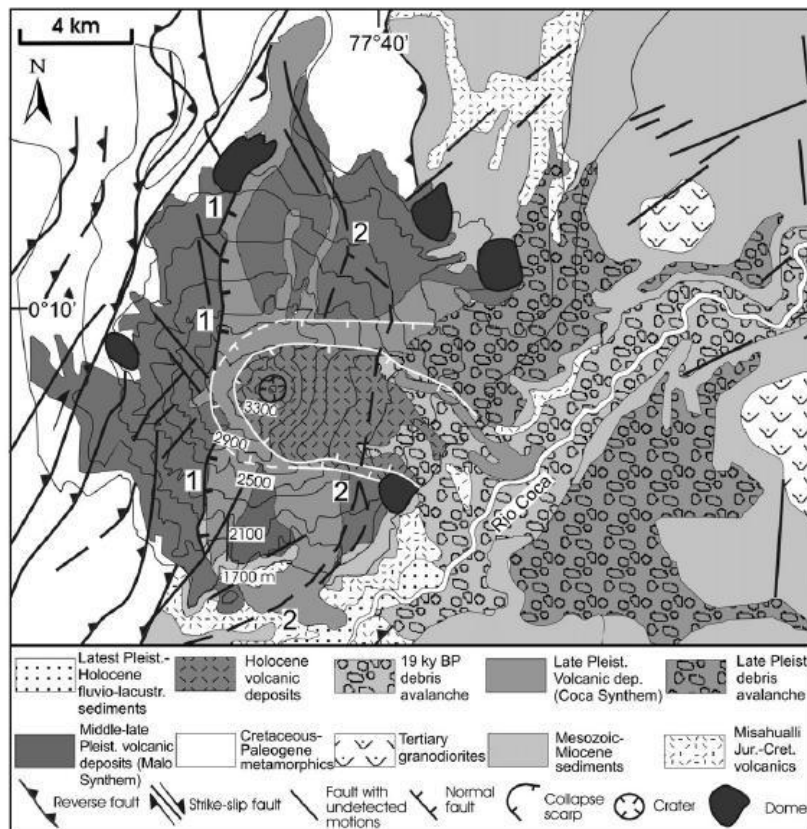 4 km
77°40'
N
1
2
0°10'
1
3300
2900
1
2500
2
2100
Río Coca
1700 m
2
Latest Pleist.-
Holocene
fluvio-lacustr.
sediments
Holocene
volcanic
deposits
19 ky BP
debris
avalanche
Late Pleist.
Volcanic dep.
(Coca Synthem)
Late Pleist.
debris
avalanche
Middle-late
Pleist. volcanic
deposits (Malo
Synthem)
Cretaceous-
Paleogene
metamorphics
Tertiary
granodiorites
Mesozoic-
Miocene
sediments
Misahualli
Jur.-Cret.
volcanics
Reverse fault
Strike-slip fault
Fault with
undetected
motions
Normal
fault
Collapse
scarp
Crater
Dome